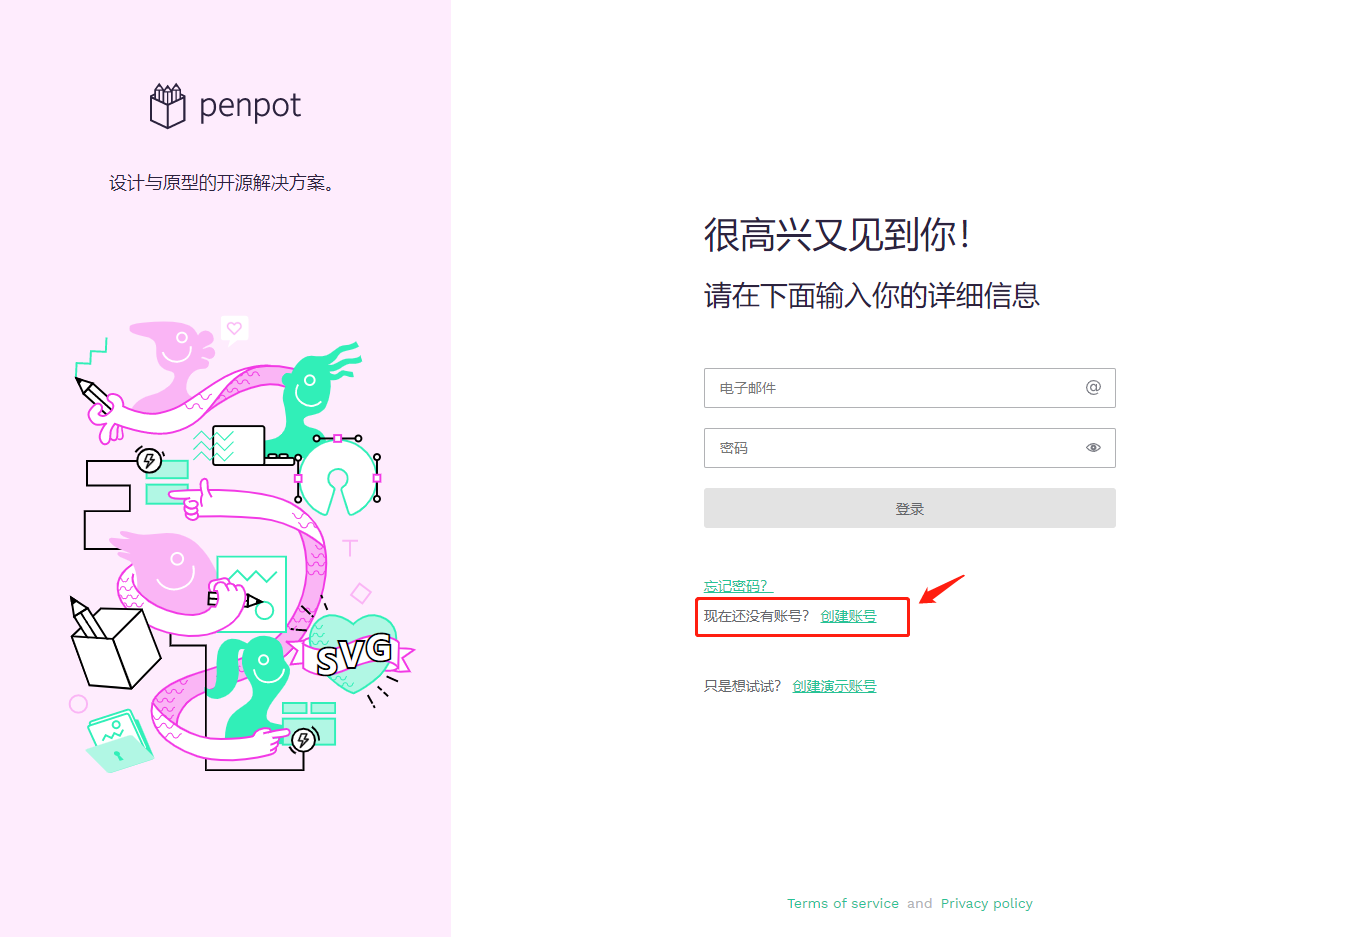 penpot
设计与原型的开源解决方案。
T
SVG
很高兴又见到你！
请在下面输入你的详细信息
电子邮件 @
密码
登录
忘记密码？
现在还没有账号？ 创建账号
只是想试试？ 创建演示账号
Terms of service and Privacy policy